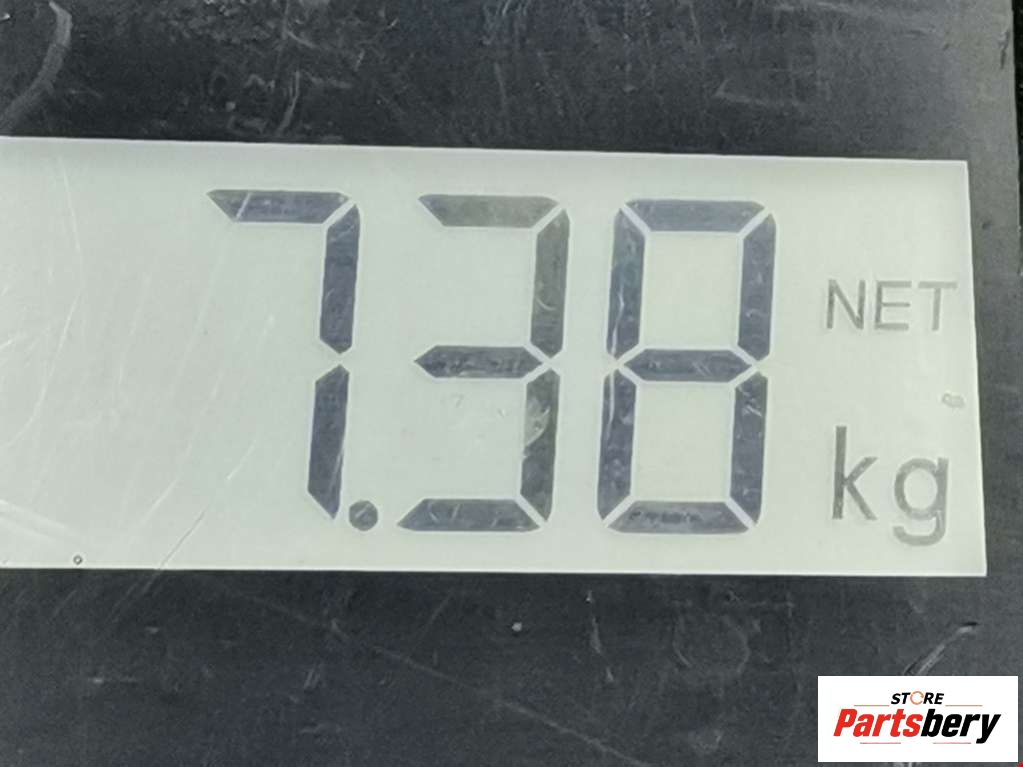 7.38
NET
kg
STORE
Partsbery